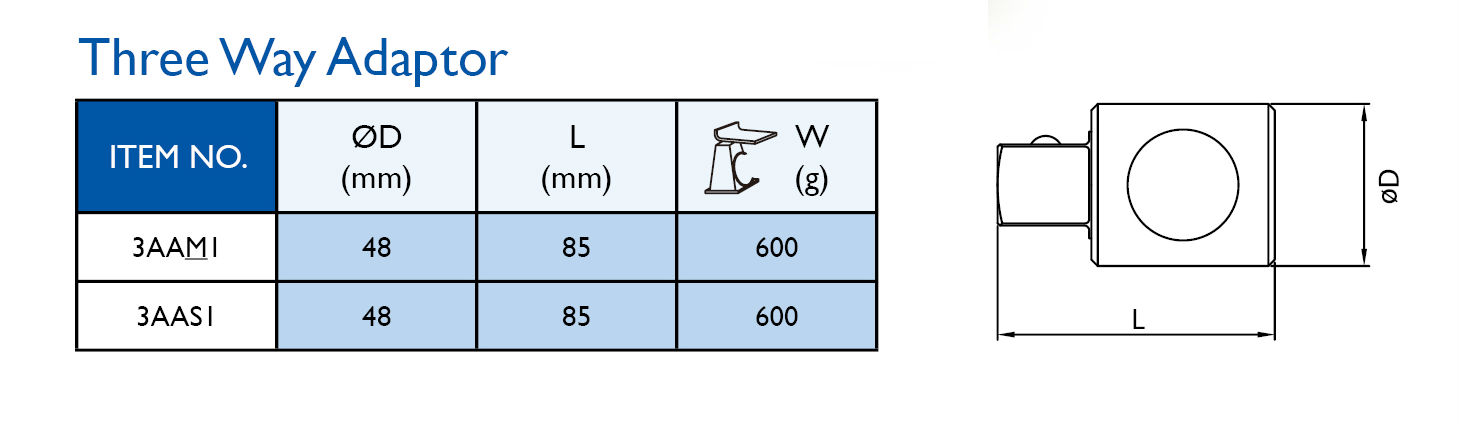 Three Way Adaptor
ITEM NO. ØD (mm) L (mm) W (g)
3AAM1 48 85 600
3AAS1 48 85 600
øD
L